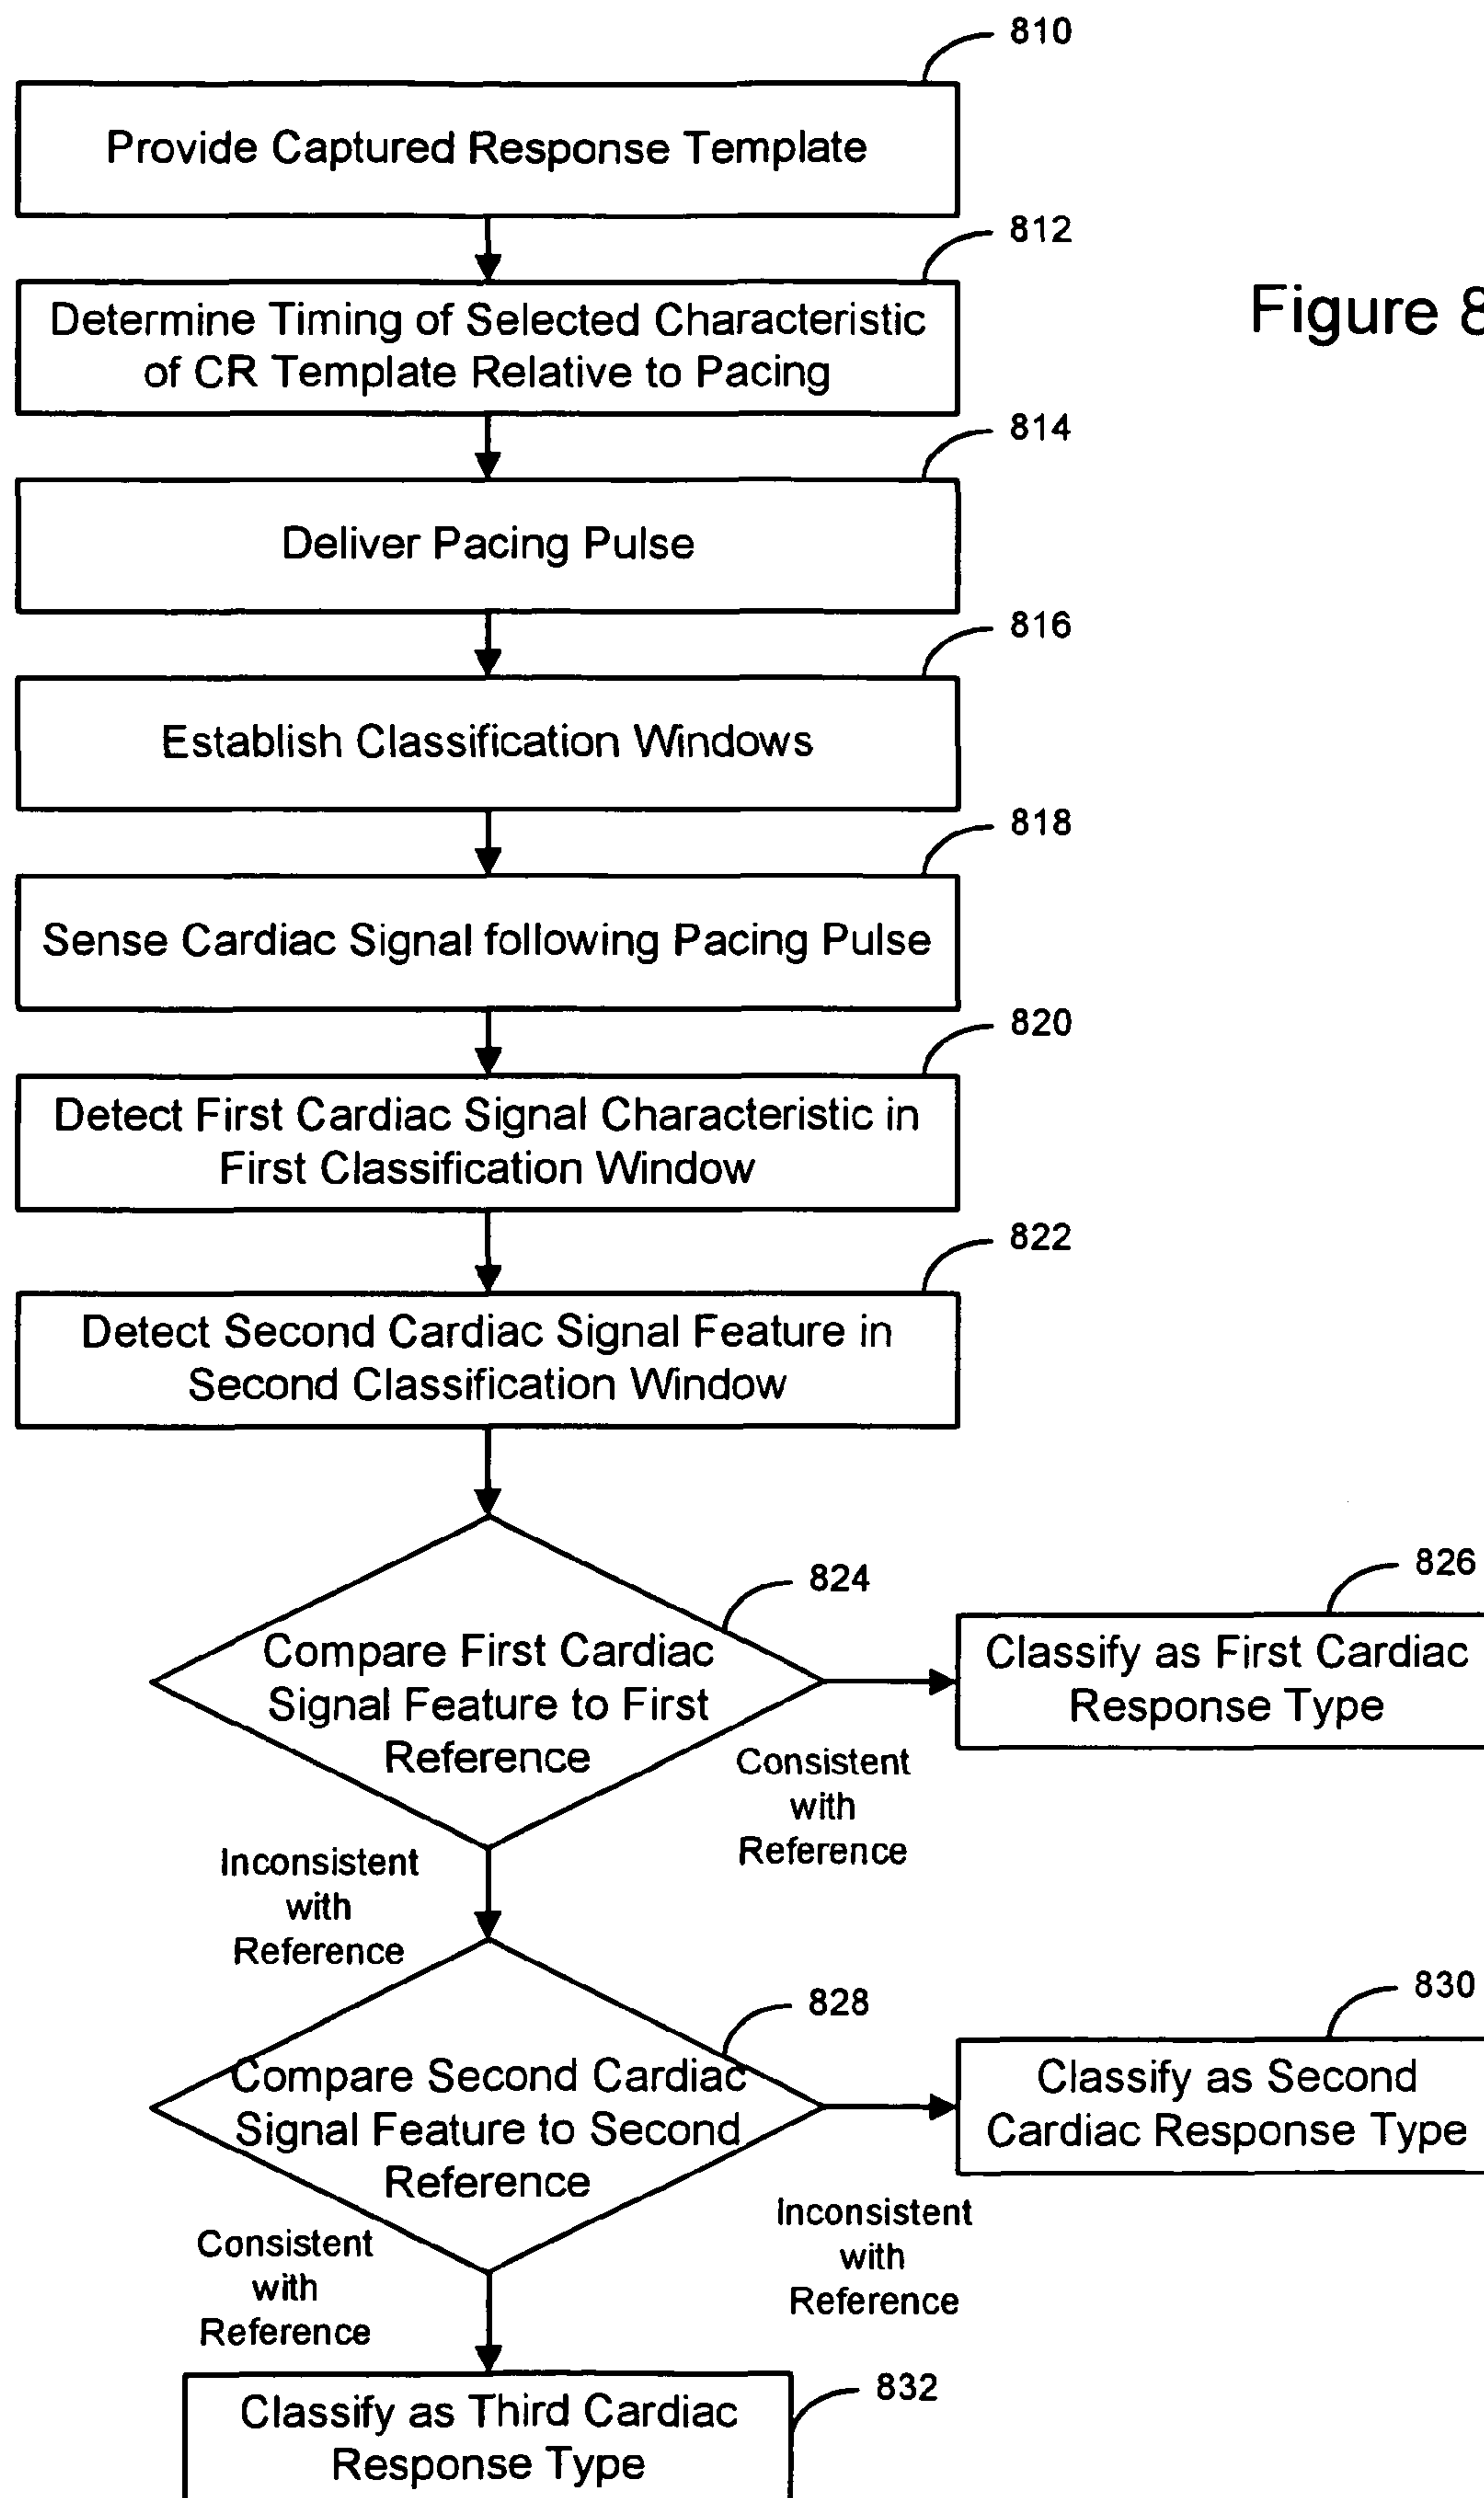 810
Provide Captured Response Template
812
Determine Timing of Selected Characteristic
of CR Template Relative to Pacing
Figure 8
814
Deliver Pacing Pulse
816
Establish Classification Windows
818
Sense Cardiac Signal following Pacing Pulse
820
Detect First Cardiac Signal Characteristic in
First Classification Window
822
Detect Second Cardiac Signal Feature in
Second Classification Window
824
Compare First Cardiac
Signal Feature to First
Reference
826
Classify as First Cardiac
Response Type
Consistent
with
Reference
Inconsistent
with
Reference
828
Compare Second Cardiac
Signal Feature to Second
Reference
830
Classify as Second
Cardiac Response Type
Inconsistent
with
Reference
Consistent
with
Reference
832
Classify as Third Cardiac
Response Type